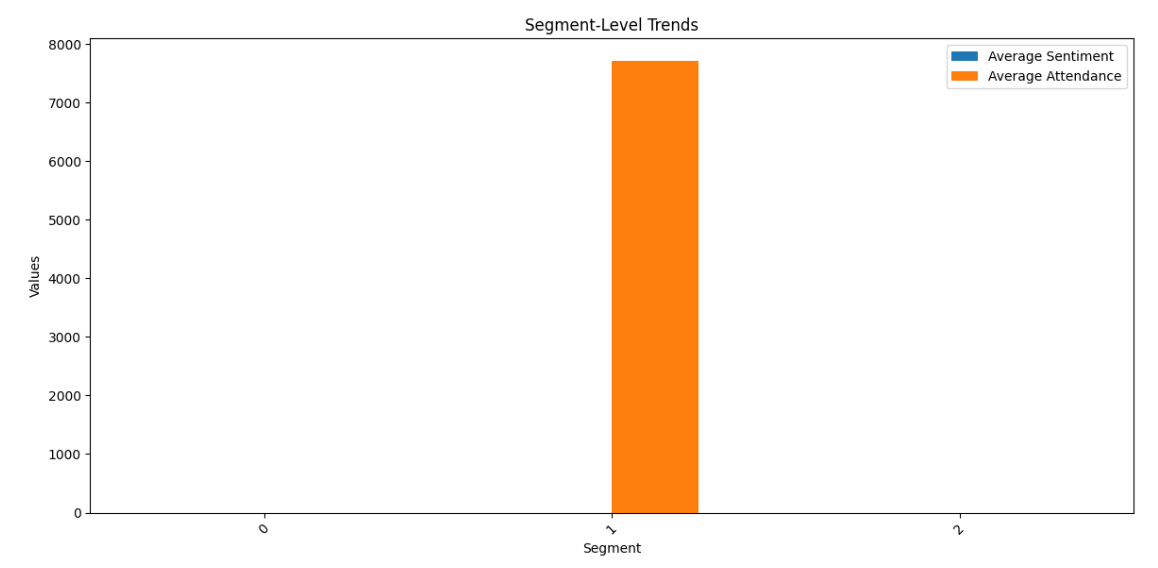 Segment-Level Trends
Average Sentiment
Average Attendance
8000
7000
6000
5000
4000
3000
2000
1000
0
Values
0
1
2
Segment